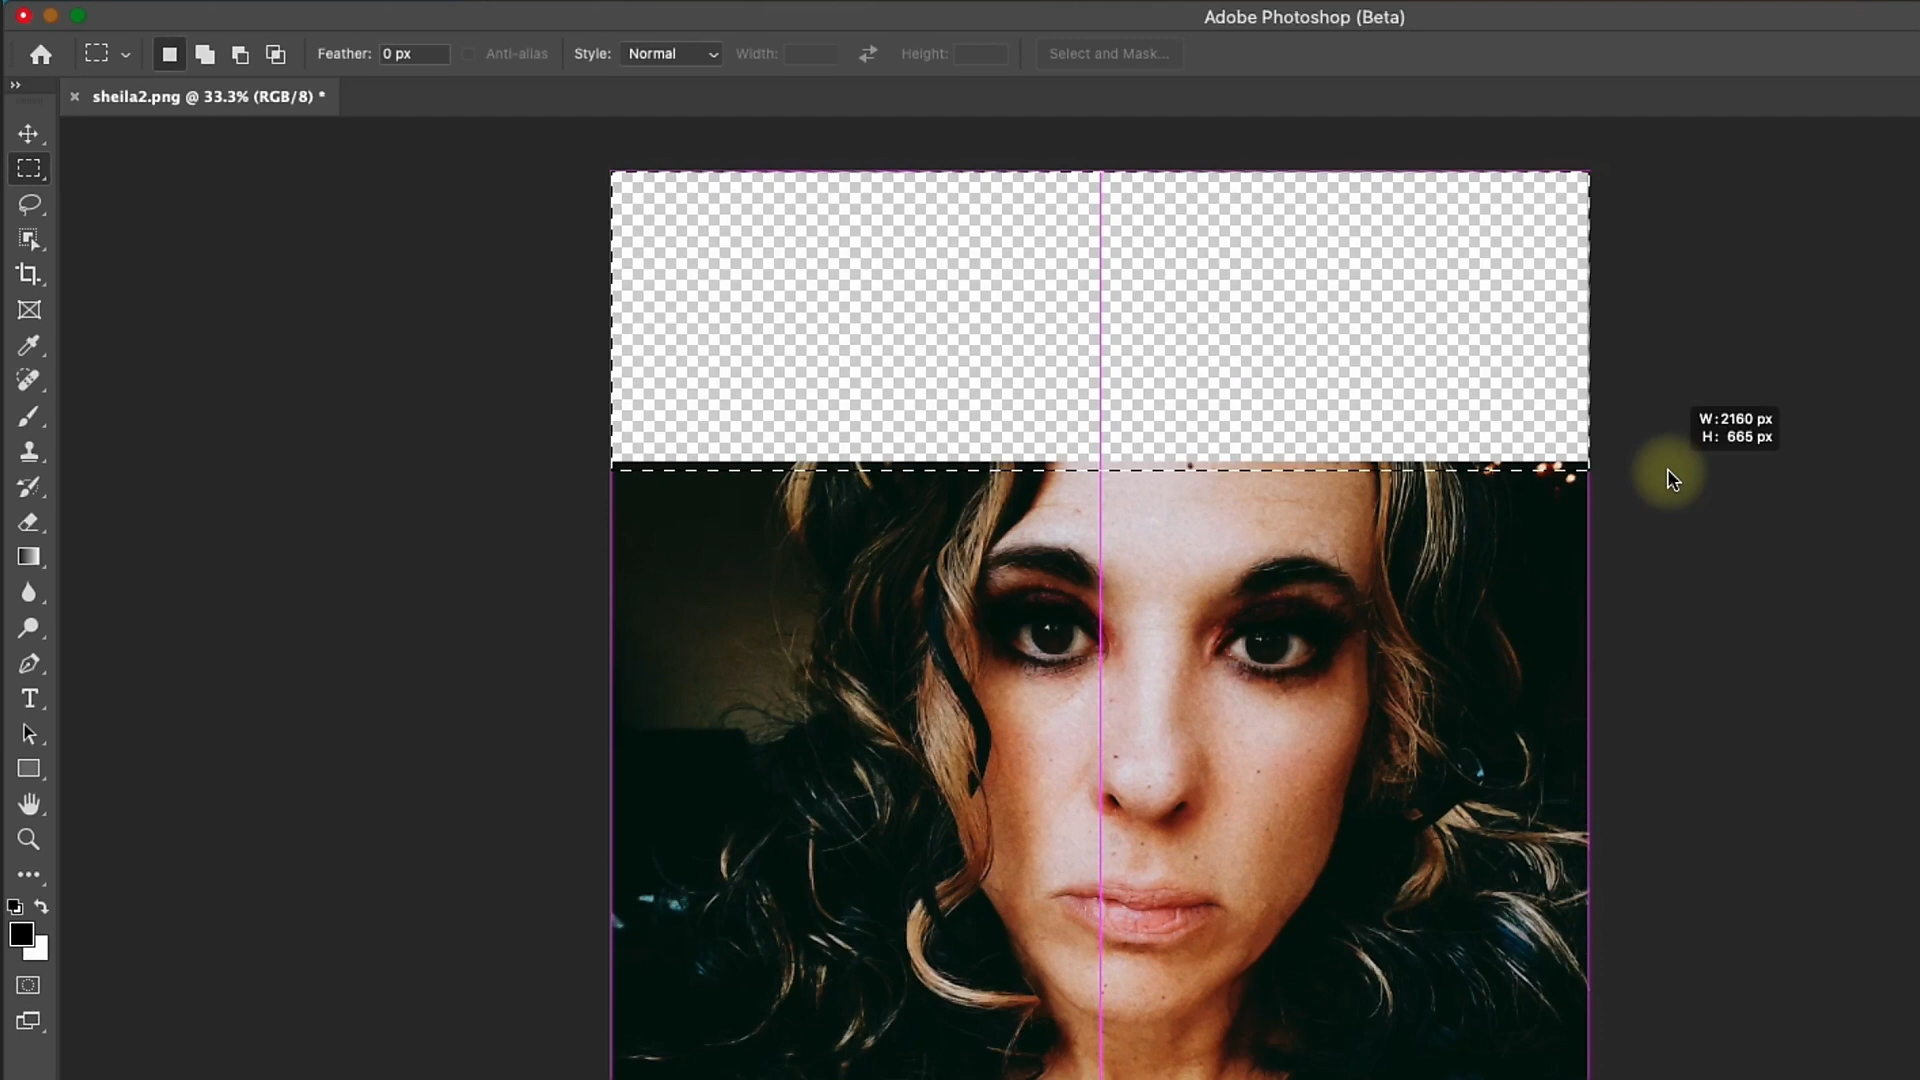 Adobe Photoshop (Beta)
Feather: 0 px Anti-alias Style: Normal Width: Height: Select and Mask...
sheila2.png @ 33.3% (RGB/8) *
W: 2160 px
H: 665 px
T